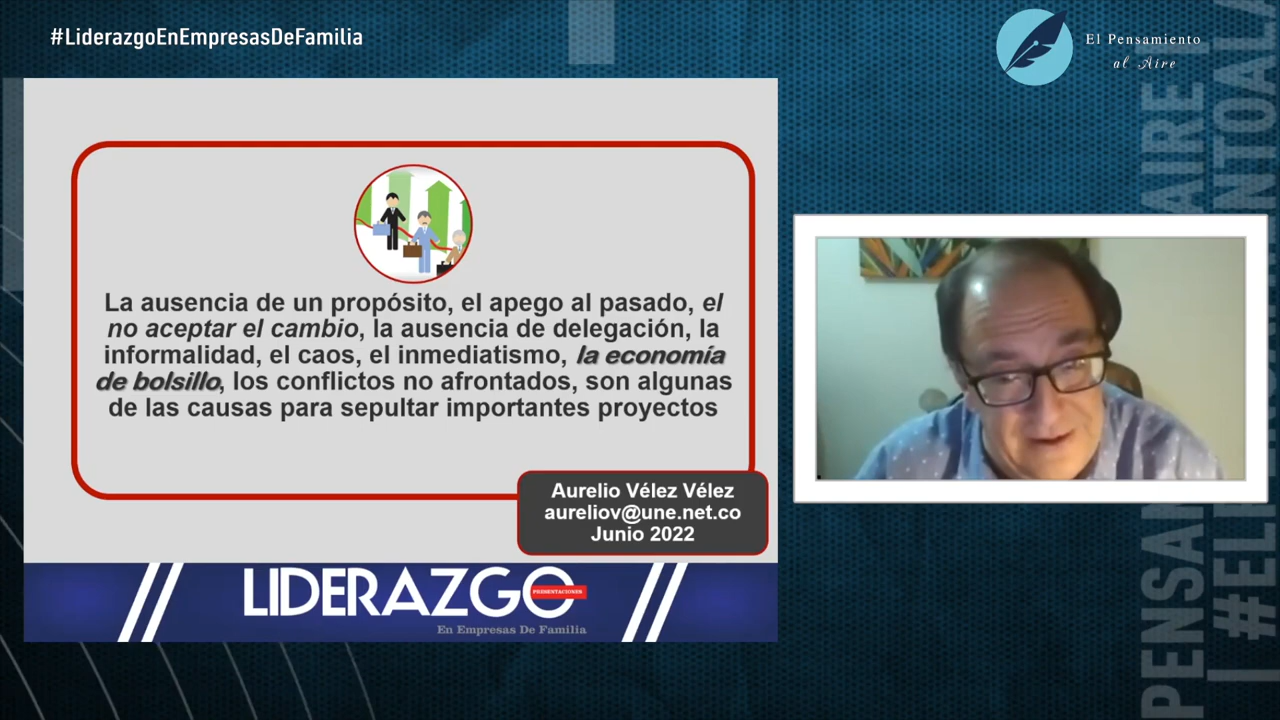 #LiderazgoEnEmpresasDeFamilia
El Pensamiento
al Aire
La ausencia de un propósito, el apego al pasado, el
no aceptar el cambio, la ausencia de delegación, la
informalidad, el caos, el inmediatismo, la economía
de bolsillo, los conflictos no afrontados, son algunas
de las causas para sepultar importantes proyectos
Aurelio Vélez Vélez
aureliov@une.net.co
Junio 2022
LIDERAZGO
PRESENTACIONES
En Empresas De Familia